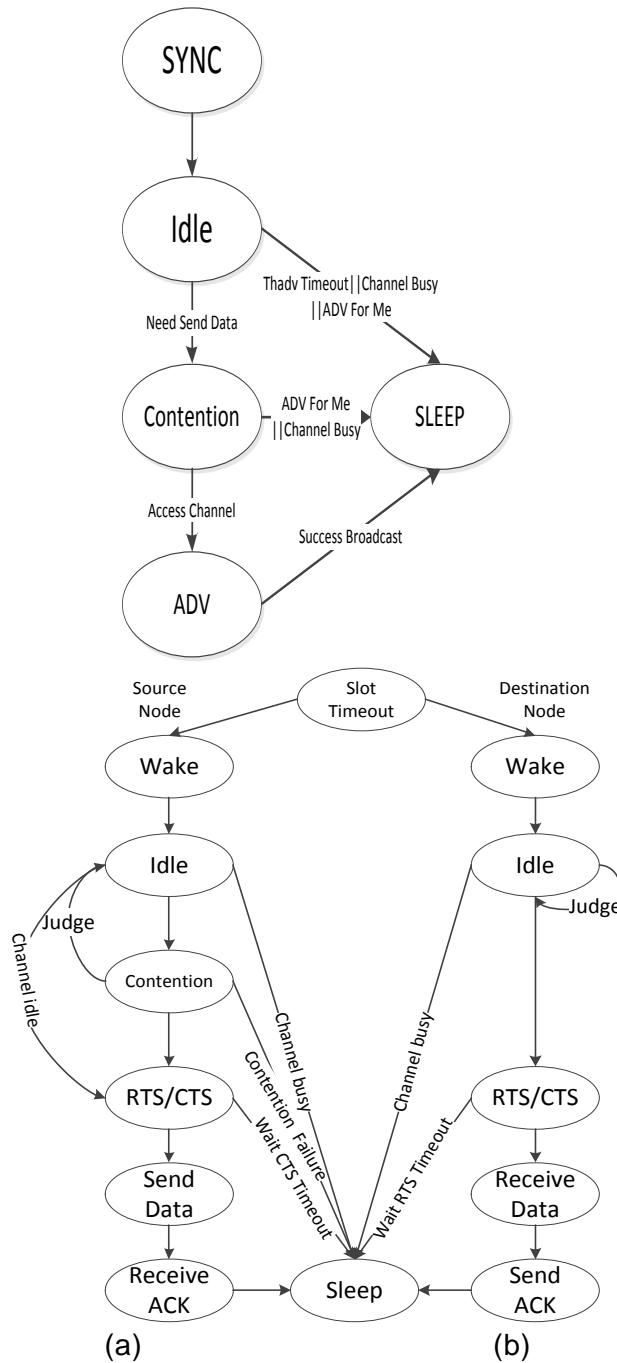 SYNC
Idle
Thadv Timeout||Channel Busy
||ADV For Me
Need Send Data
Contention
ADV For Me
||Channel Busy
SLEEP
Access Channel
Success Broadcast
ADV
Source
Node
Slot
Timeout
Destination
Node
Wake
Wake
Idle
Idle
Judge
Judge
Channel idle
Contention
Channel busy
Contention Failure
Wait CTS Timeout
Channel busy
Wait RTS Timeout
RTS/CTS
RTS/CTS
Send
Data
Receive
Data
Receive
ACK
Sleep
Send
ACK
(a)
(b)